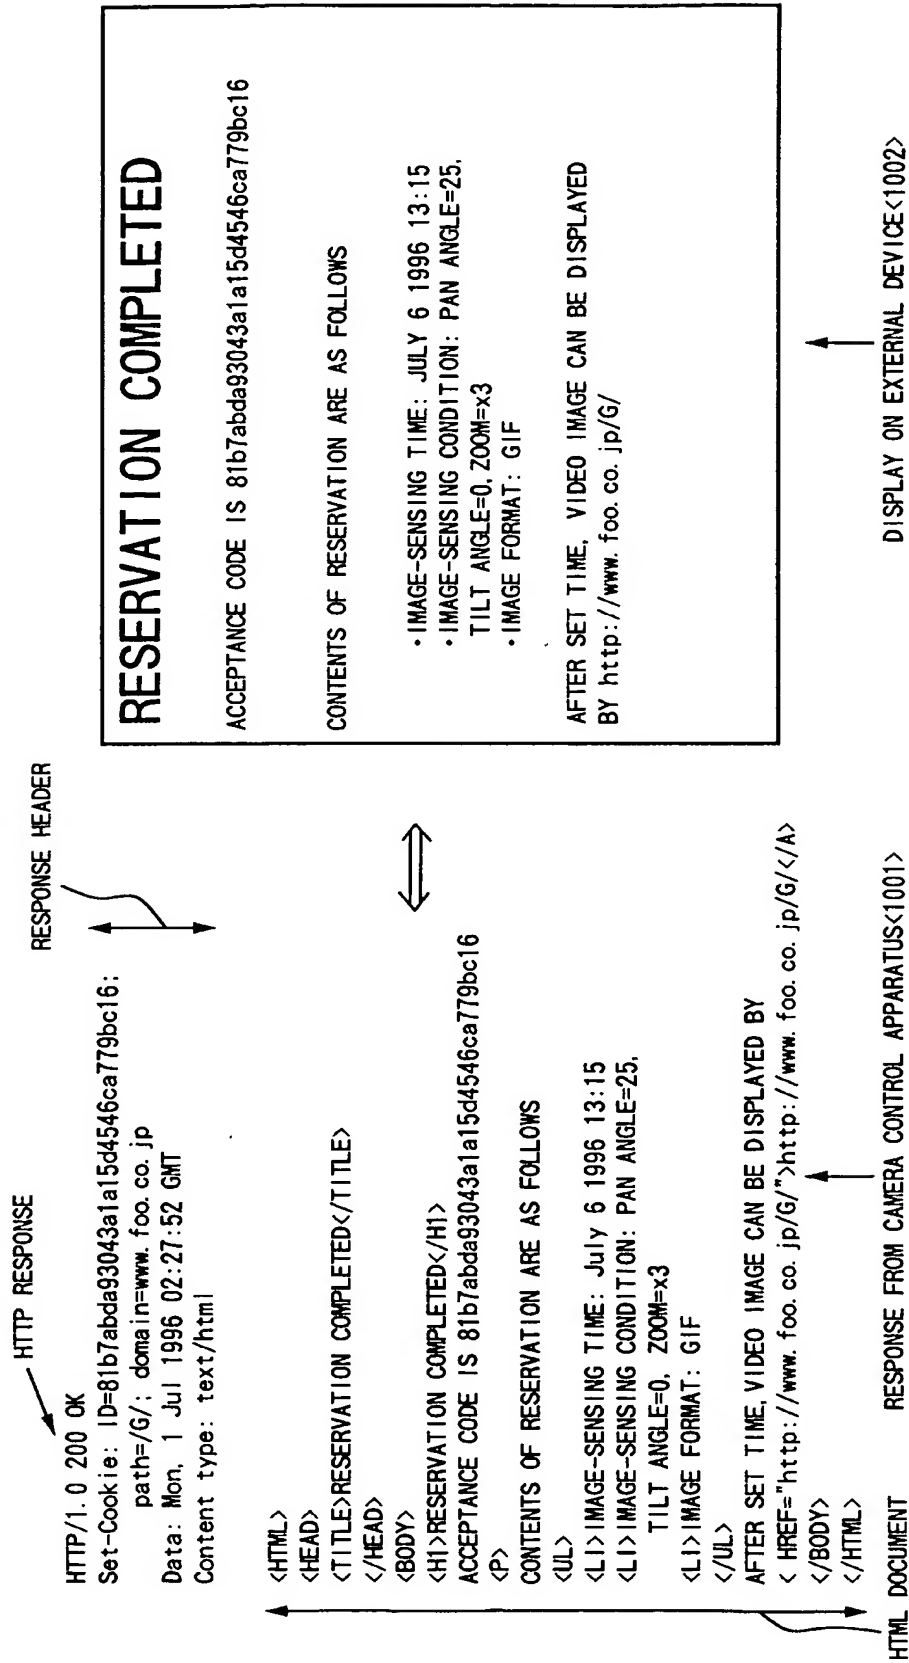 HTTP RESPONSE
RESPONSE HEADER
HTTP/1.0 200 OK
Set-Cookie: ID=81b7abda93043a1a15d4546ca779bc16:
path=/G/; domain=www.foo.co.jp
Data: Mon, 1 Jul 1996 02:27:52 GMT
Content type: text/html
<HTML>
<HEAD>
<TITLE>RESERVATION COMPLETED</TITLE>
</HEAD>
<BODY>
<H1>RESERVATION COMPLETED</H1>
ACCEPTANCE CODE IS 81b7abda93043a1a15d4546ca779bc16
<P>
CONTENTS OF RESERVATION ARE AS FOLLOWS
<UL>
<LI>IMAGE-SENSING TIME: July 6 1996 13:15
<LI>IMAGE-SENSING CONDITION: PAN ANGLE=25,
TILT ANGLE=0, ZOOM=x3
<LI>IMAGE FORMAT: GIF
</UL>
AFTER SET TIME, VIDEO IMAGE CAN BE DISPLAYED BY
< HREF="http://www.foo.co.jp/G/">http://www.foo.co.jp/G/</A>
</BODY>
</HTML>
HTML DOCUMENT
RESPONSE FROM CAMERA CONTROL APPARATUS<1001>
RESERVATION COMPLETED
ACCEPTANCE CODE IS 81b7abda93043a1a15d4546ca779bc16
CONTENTS OF RESERVATION ARE AS FOLLOWS
・IMAGE-SENSING TIME: JULY 6 1996 13:15
・IMAGE-SENSING CONDITION: PAN ANGLE=25,
TILT ANGLE=0, ZOOM=x3
・IMAGE FORMAT: GIF
AFTER SET TIME, VIDEO IMAGE CAN BE DISPLAYED
BY http://www.foo.co.jp/G/
DISPLAY ON EXTERNAL DEVICE<1002>